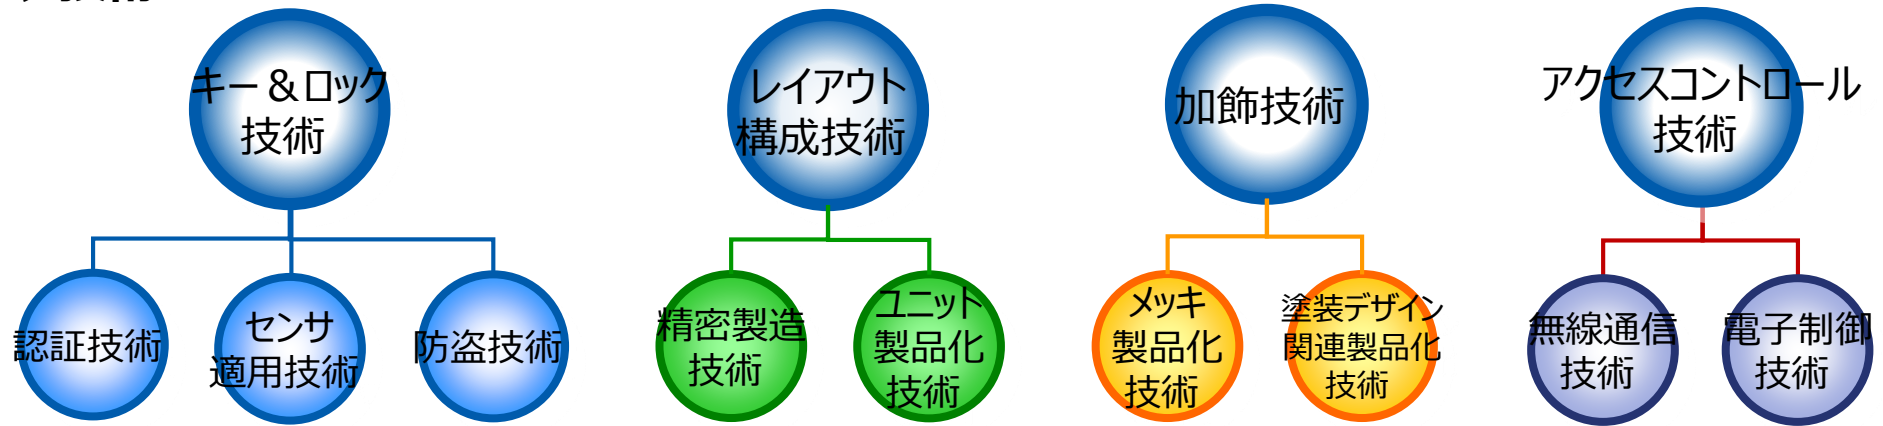 キー＆ロック
技術
レイアウト
構成技術
加飾技術
アクセスコントロール
技術
認証技術
センサ
適用技術
防盗技術
精密製造
技術
ユニット
製品化
技術
メッキ
製品化
技術
塗装デザイン
関連製品化
技術
無線通信
技術
電子制御
技術